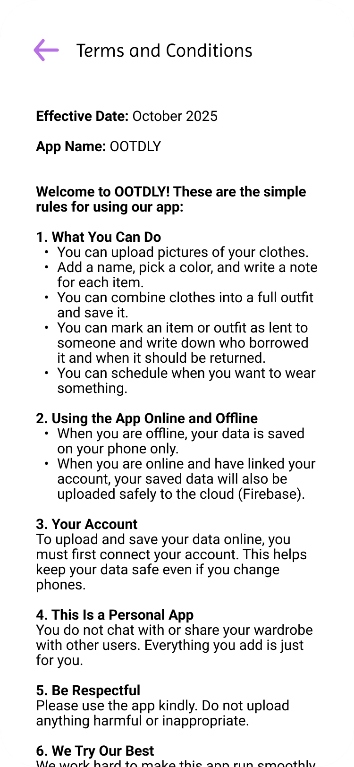 Terms and Conditions
Effective Date: October 2025
App Name: OOTDLY
Welcome to OOTDLY! These are the simple
rules for using our app:
1. What You Can Do
• You can upload pictures of your clothes.
• Add a name, pick a color, and write a note
for each item.
• You can combine clothes into a full outfit
and save it.
• You can mark an item or outfit as lent to
someone and write down who borrowed
it and when it should be returned.
• You can schedule when you want to wear
something.
2. Using the App Online and Offline
• When you are offline, your data is saved
on your phone only.
• When you are online and have linked your
account, your saved data will also be
uploaded safely to the cloud (Firebase).
3. Your Account
To upload and save your data online, you
must first connect your account. This helps
keep your data safe even if you change
phones.
4. This Is a Personal App
You do not chat with or share your wardrobe
with other users. Everything you add is just
for you.
5. Be Respectful
Please use the app kindly. Do not upload
anything harmful or inappropriate.
6. We Try Our Best
We work hard to make this app run smoothly